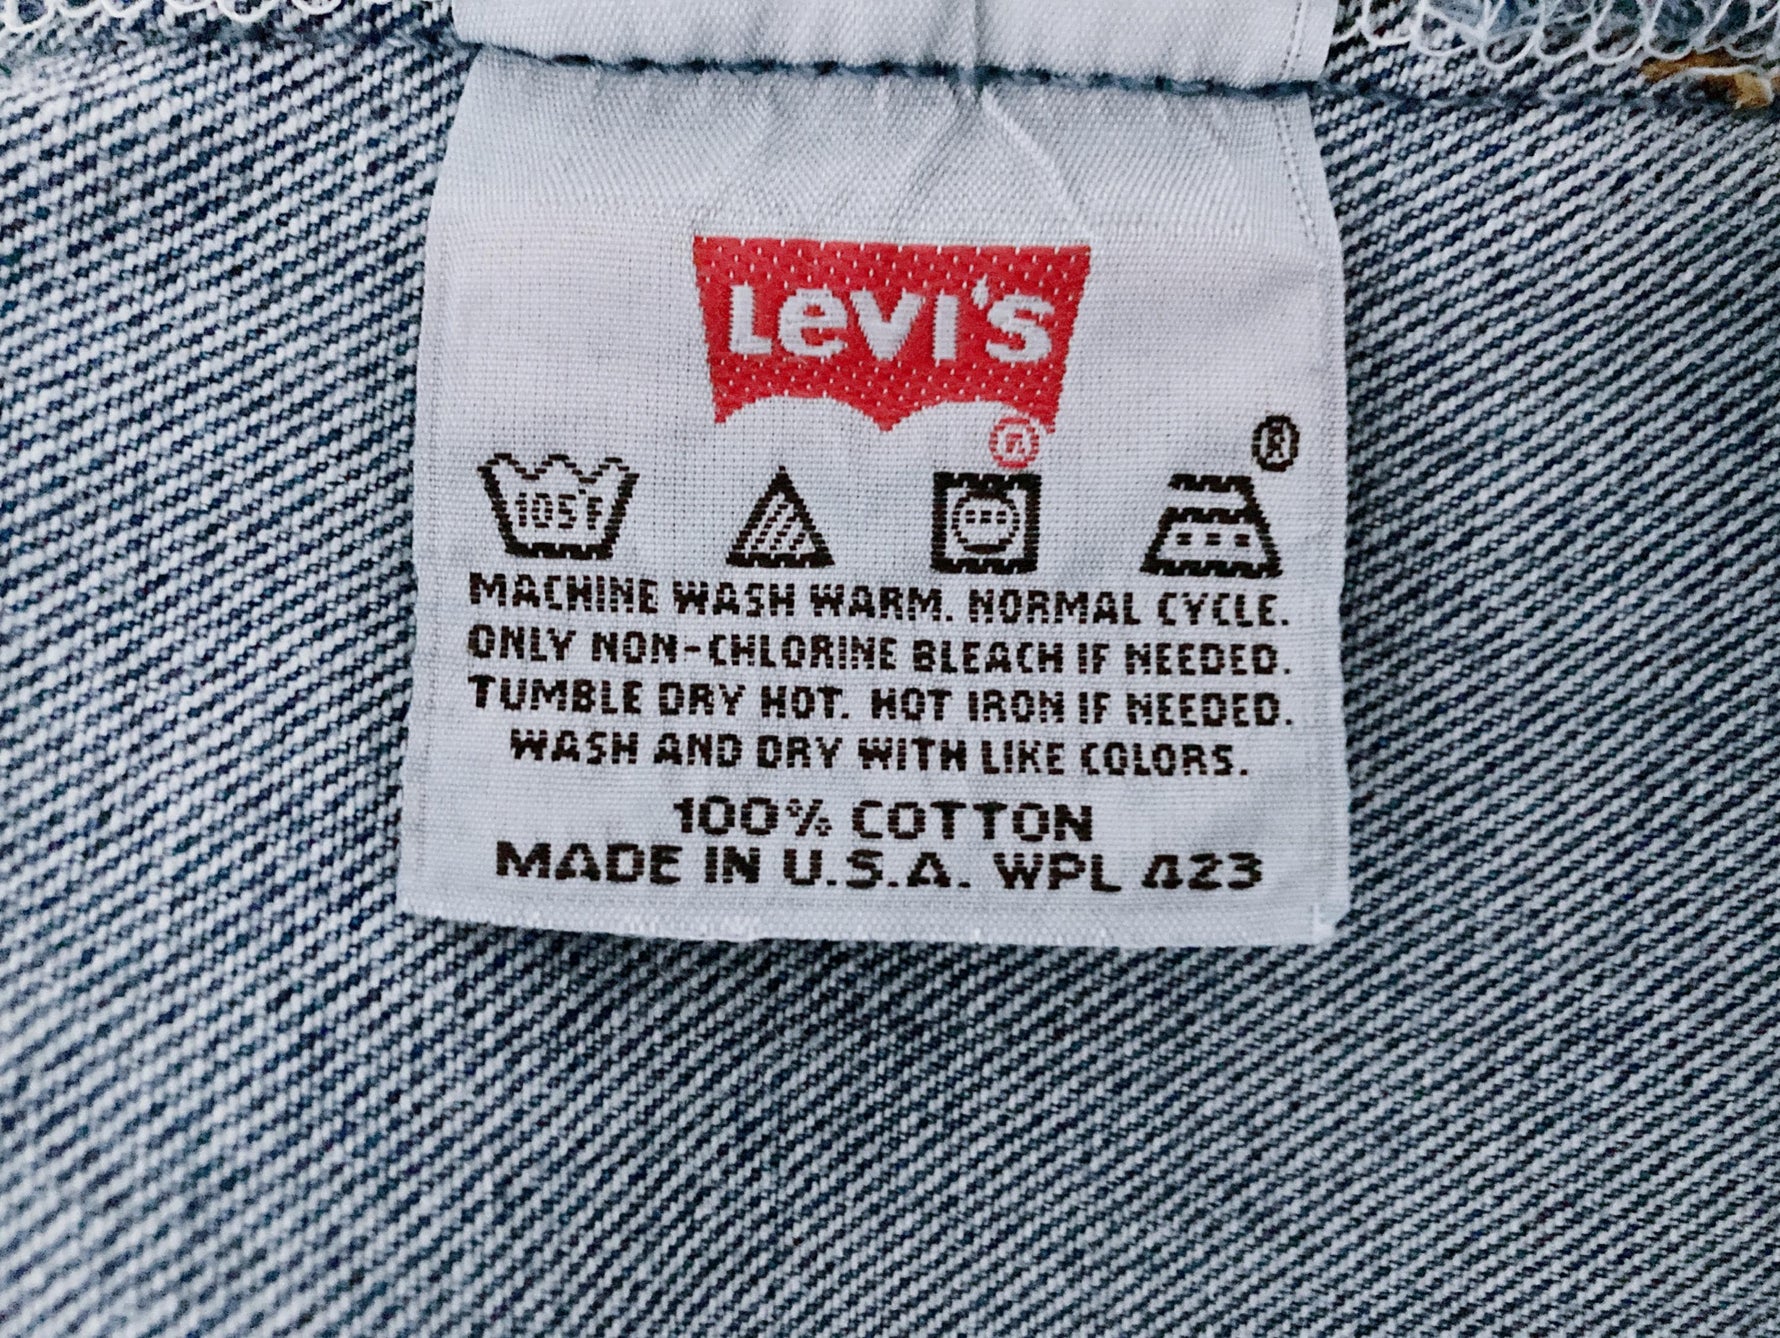 Levi's
®
®
105°F
MACHINE WASH WARM. NORMAL CYCLE.
ONLY NON-CHLORINE BLEACH IF NEEDED.
TUMBLE DRY HOT. HOT IRON IF NEEDED.
WASH AND DRY WITH LIKE COLORS.
100% COTTON
MADE IN U.S.A. WPL 423